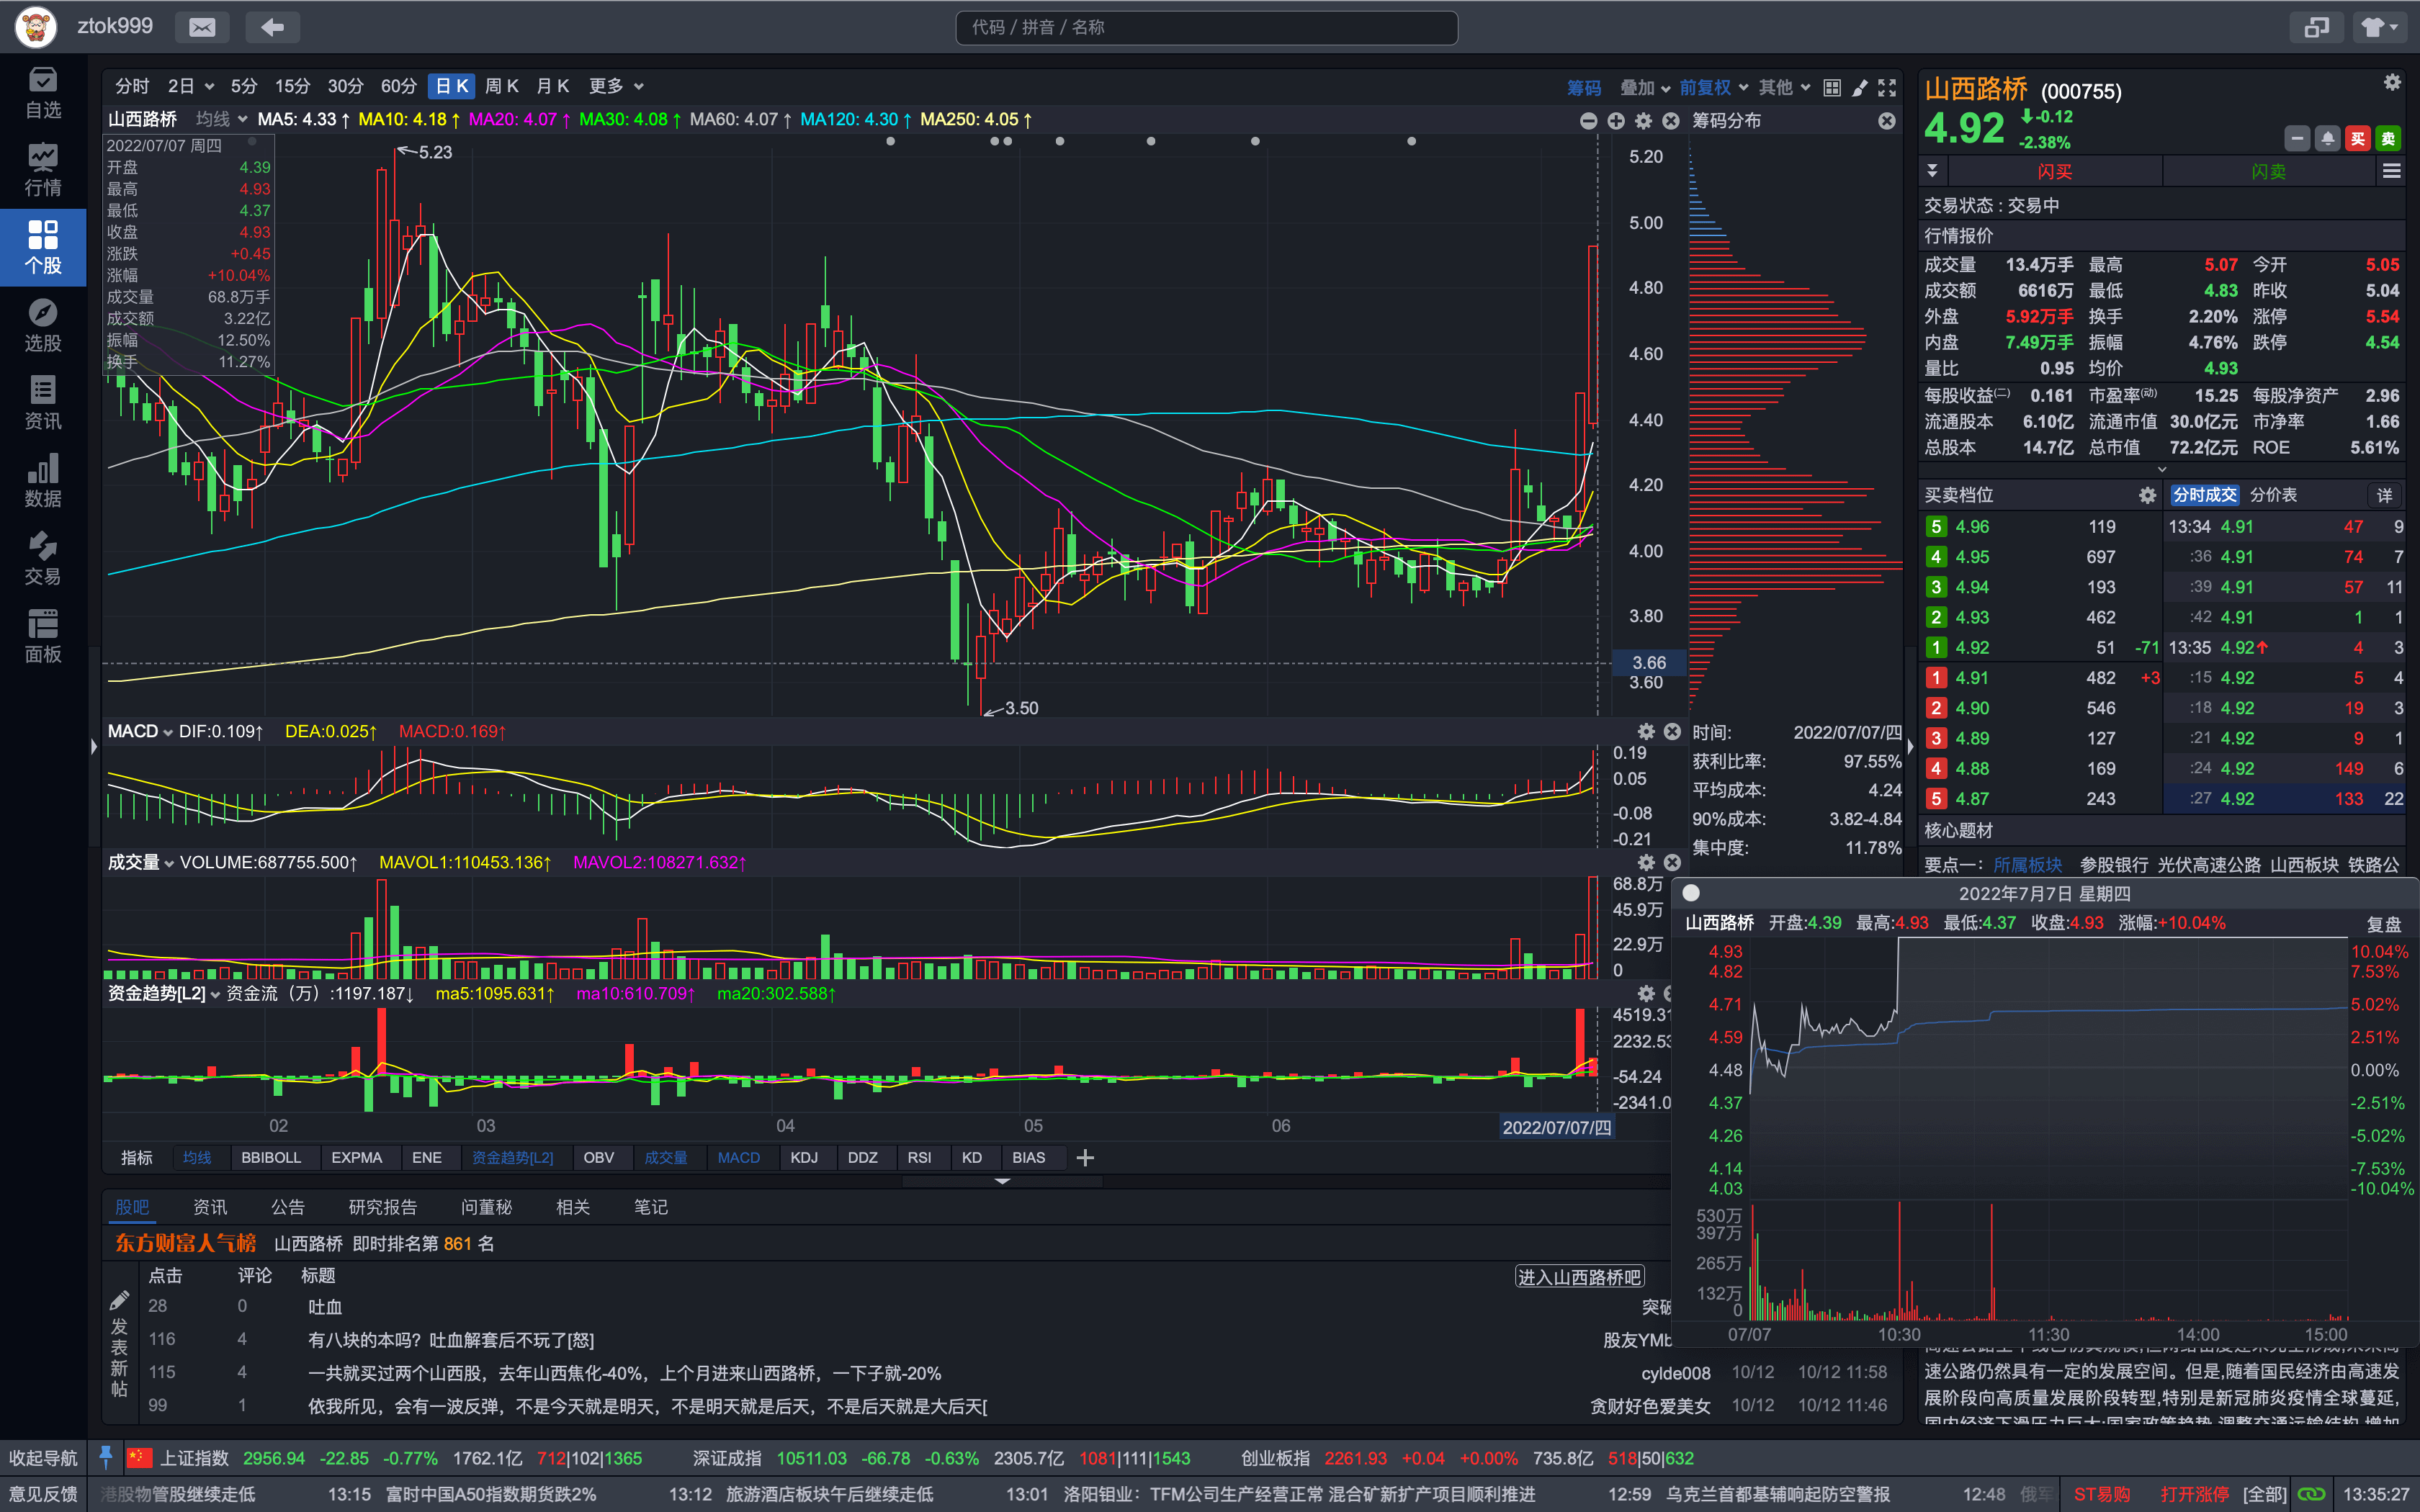 ztok999
代码 / 拼音 / 名称
自选
行情
个股
选股
资讯
数据
交易
面板
分时 2日 5分 15分 30分 60分 日K 周K 月K 更多 筹码 叠加 前复权 其他
山西路桥 均线 MA5: 4.33↑ MA10: 4.18↑ MA20: 4.07↑ MA30: 4.08↑ MA60: 4.07↑ MA120: 4.30↑ MA250: 4.05↑ 筹码分布
2022/07/07 周四
开盘 4.39
最高 4.93
最低 4.37
收盘 4.93
涨跌 +0.45
涨幅 +10.04%
成交量 68.8万手
成交额 3.22亿
振幅 12.50%
换手 11.27%
5.23
3.50
5.20
5.00
4.80
4.60
4.40
4.20
4.00
3.80
3.66
3.60
MACD DIF:0.109↑ DEA:0.025↑ MACD:0.169↑
0.19
0.05
-0.08
-0.21
时间: 2022/07/07/四
获利比率: 97.55%
平均成本: 4.24
90%成本: 3.82-4.84
集中度: 11.78%
成交量 VOLUME:687755.500↑ MAVOL1:110453.136↑ MAVOL2:108271.632↑
68.8万
45.9万
22.9万
0
资金趋势[L2] 资金流（万）:1197.187↓ ma5:1095.631↑ ma10:610.709↑ ma20:302.588↑
4519.31
2232.53
-54.24
-2341.0
02 03 04 05 06 2022/07/07/四
指标 均线 BBIBOLL EXPMA ENE 资金趋势[L2] OBV 成交量 MACD KDJ DDZ RSI KD BIAS
股吧 资讯 公告 研究报告 问董秘 相关 笔记
东方财富人气榜 山西路桥 即时排名第 861 名
点击 评论 标题 进入山西路桥吧
发表新帖
28 0 吐血 突破
116 4 有八块的本吗？吐血解套后不玩了[怒] 股友YMb
115 4 一共就买过两个山西股，去年山西焦化-40%，上个月进来山西路桥，一下子就-20% cylde008 10/12 10/12 11:58
99 1 依我所见，会有一波反弹，不是今天就是明天，不是明天就是后天，不是后天就是大后天[ 贪财好色爱美女 10/12 10/12 11:46
山西路桥 (000755)
4.92 -0.12
-2.38%
买 卖
闪买 闪卖
交易状态 : 交易中
行情报价
成交量 13.4万手 最高 5.07 今开 5.05
成交额 6616万 最低 4.83 昨收 5.04
外盘 5.92万手 换手 2.20% 涨停 5.54
内盘 7.49万手 振幅 4.76% 跌停 4.54
量比 0.95 均价 4.93
每股收益(二) 0.161 市盈率(动) 15.25 每股净资产 2.96
流通股本 6.10亿 流通市值 30.0亿元 市净率 1.66
总股本 14.7亿 总市值 72.2亿元 ROE 5.61%
买卖档位 分时成交 分价表 详
5 4.96 119 13:34 4.91 47 9
4 4.95 697 :36 4.91 74 7
3 4.94 193 :39 4.91 57 11
2 4.93 462 :42 4.91 1 1
1 4.92 51 -71 13:35 4.92↑ 4 3
1 4.91 482 +3 :15 4.92 5 4
2 4.90 546 :18 4.92 19 3
3 4.89 127 :21 4.92 9 1
4 4.88 169 :24 4.92 149 6
5 4.87 243 :27 4.92 133 22
核心题材
要点一： 所属板块 参股银行 光伏高速公路 山西板块 铁路公
2022年7月7日 星期四
山西路桥 开盘:4.39 最高:4.93 最低:4.37 收盘:4.93 涨幅:+10.04% 复盘
4.93 10.04%
4.82 7.53%
4.71 5.02%
4.59 2.51%
4.48 0.00%
4.37 -2.51%
4.26 -5.02%
4.14 -7.53%
4.03 -10.04%
530万
397万
265万
132万
0
07/07 10:30 11:30 14:00 15:00
速公路仍然具有一定的发展空间。但是,随着国民经济由高速发
展阶段向高质量发展阶段转型,特别是新冠肺炎疫情全球蔓延,
国内经济下滑压力巨大;国家政策趋势,调整交通运输结构,增加
收起导航 上证指数 2956.94 -22.85 -0.77% 1762.1亿 712|102|1365 深证成指 10511.03 -66.78 -0.63% 2305.7亿 1081|111|1543 创业板指 2261.93 +0.04 +0.00% 735.8亿 518|50|632
意见反馈 港股物管股继续走低 13:15 富时中国A50指数期货跌2% 13:12 旅游酒店板块午后继续走低 13:01 洛阳钼业：TFM公司生产经营正常 混合矿新扩产项目顺利推进 12:59 乌克兰首都基辅响起防空警报 12:48 俄军 ST易购 打开涨停 [全部] 13:35:27